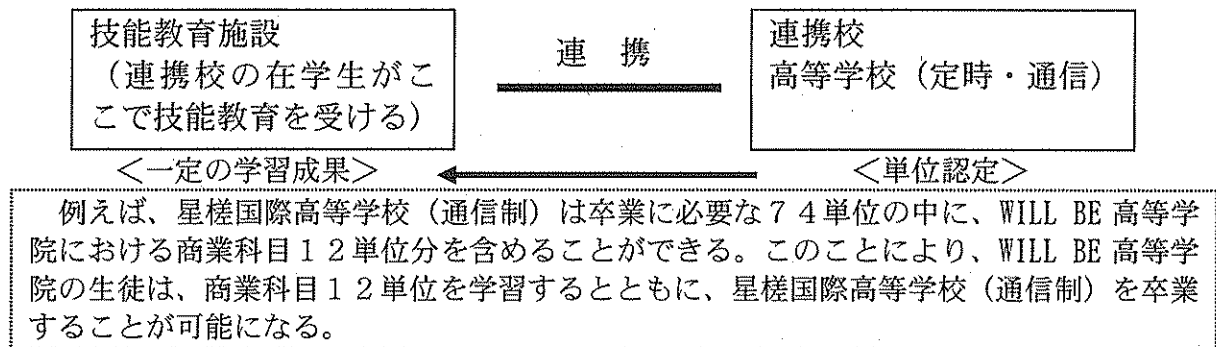 技能教育施設
（連携校の在学生がこ
こで技能教育を受ける）
連 携
連携校
高等学校（定時・通信）
＜一定の学習成果＞
＜単位認定＞
例えば、星槎国際高等学校（通信制）は卒業に必要な７４単位の中に、WILL BE 高等学
院における商業科目１２単位分を含めることができる。このことにより、WILL BE 高等学
院の生徒は、商業科目１２単位を学習するとともに、星槎国際高等学校（通信制）を卒業
することが可能になる。